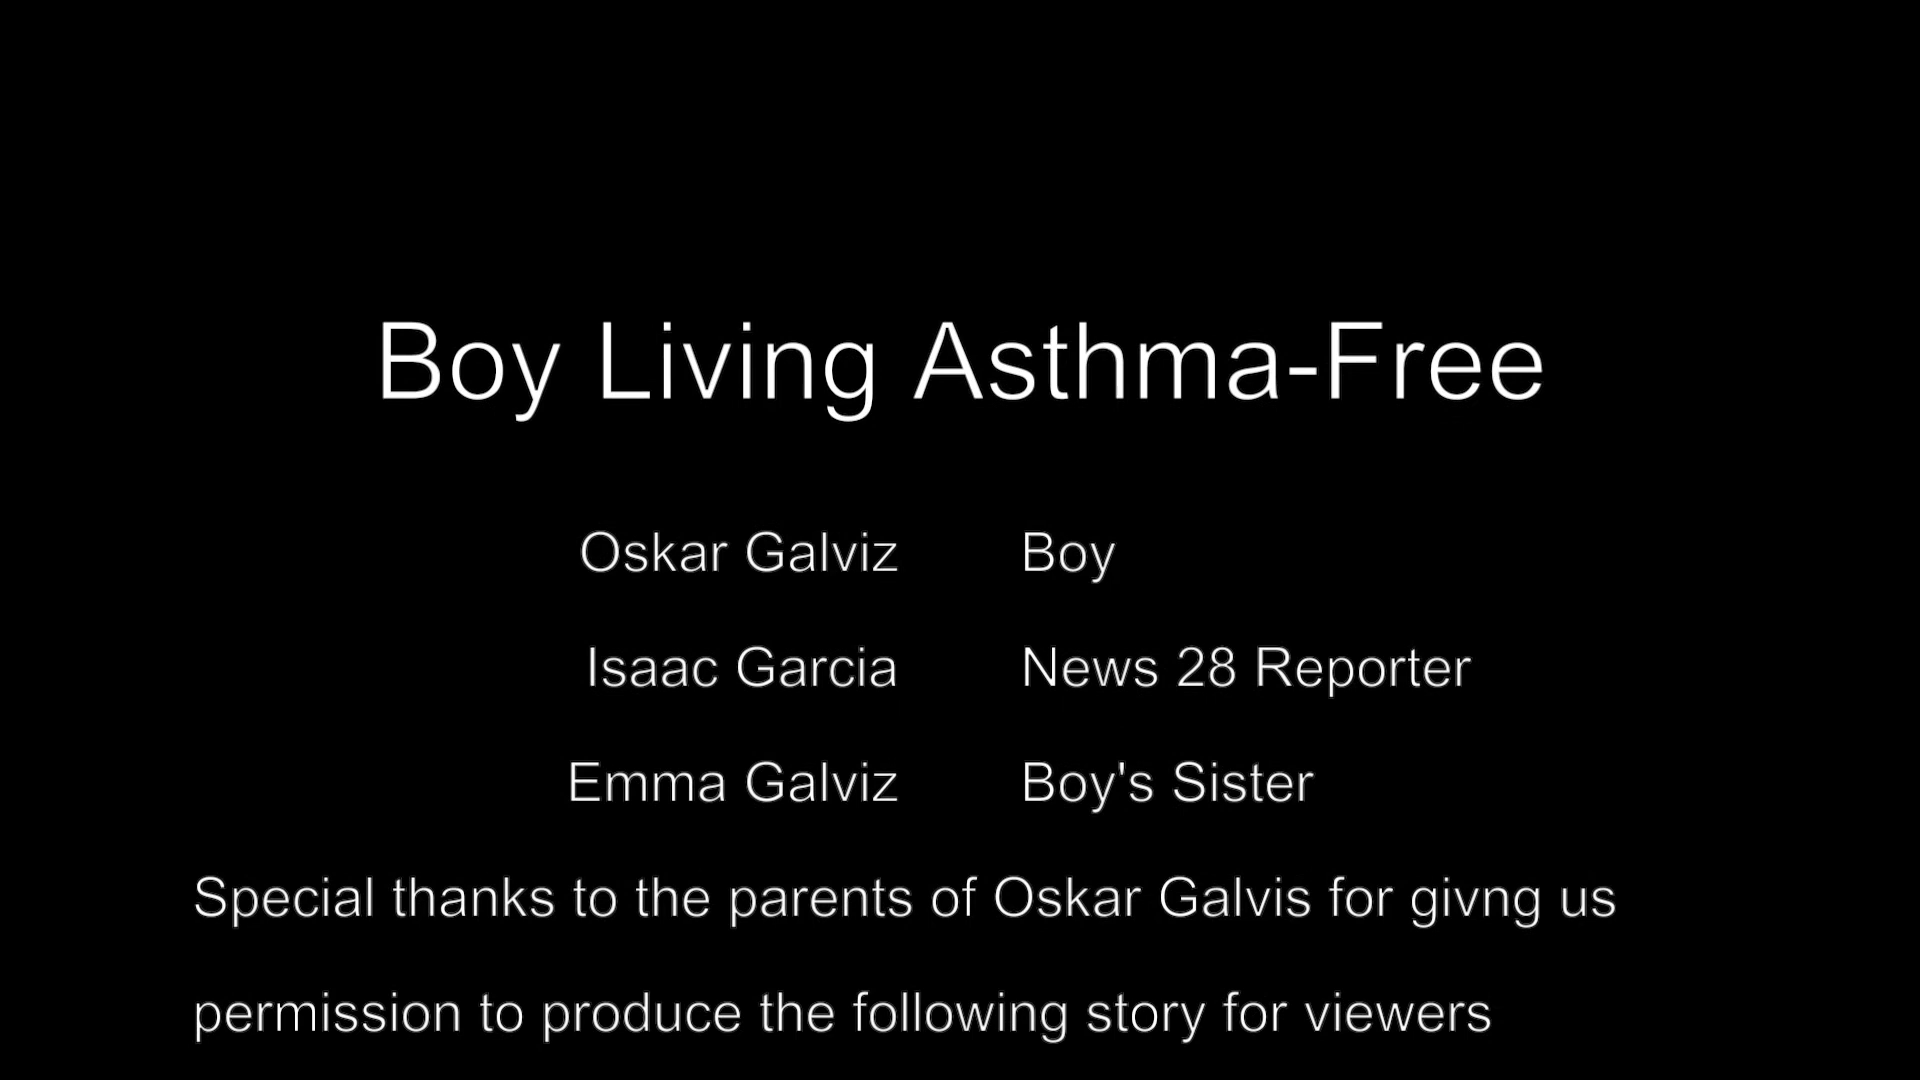 Boy Living Asthma-Free
Oskar Galviz Boy
Isaac Garcia News 28 Reporter
Emma Galviz Boy's Sister
Special thanks to the parents of Oskar Galvis for givng us
permission to produce the following story for viewers